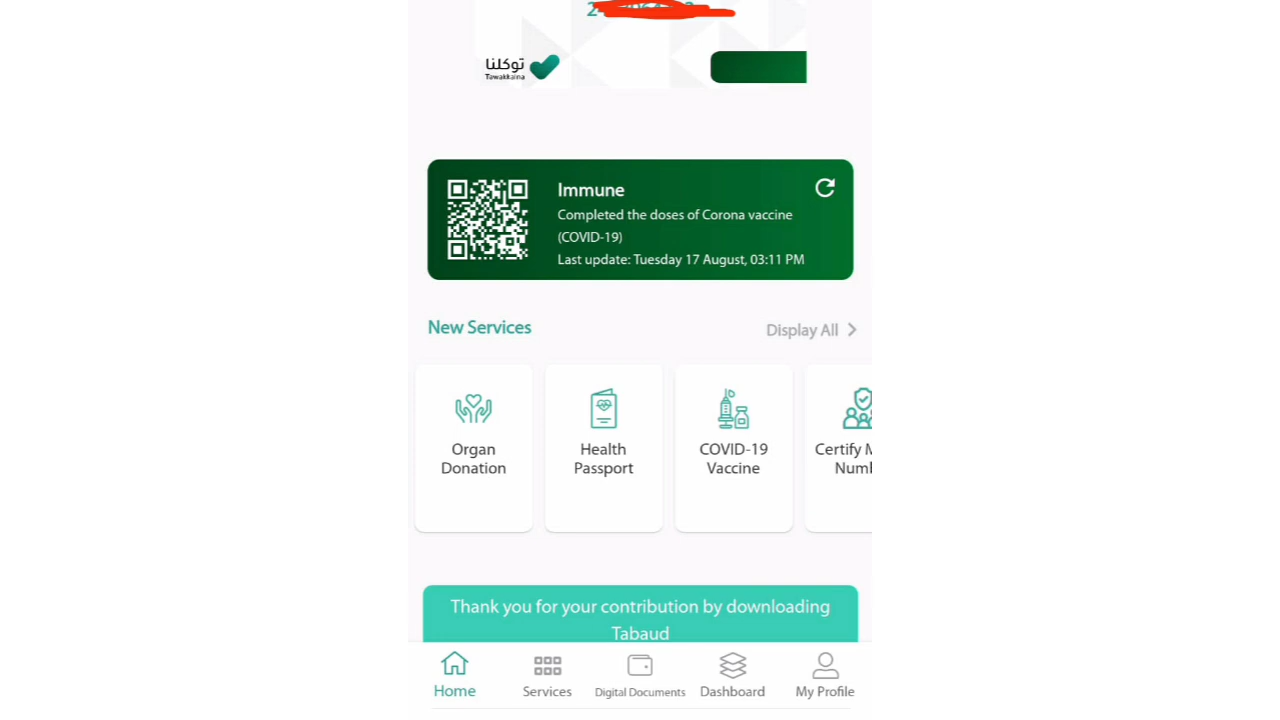 توكلنا
Tawakkalna
Immune
Completed the doses of Corona vaccine
(COVID-19)
Last update: Tuesday 17 August, 03:11 PM
New Services
Display All
Organ
Donation
Health
Passport
COVID-19
Vaccine
Certify
Thank you for your contribution by downloading
Tabaud
Home
Services
Digital Documents
Dashboard
My Profile